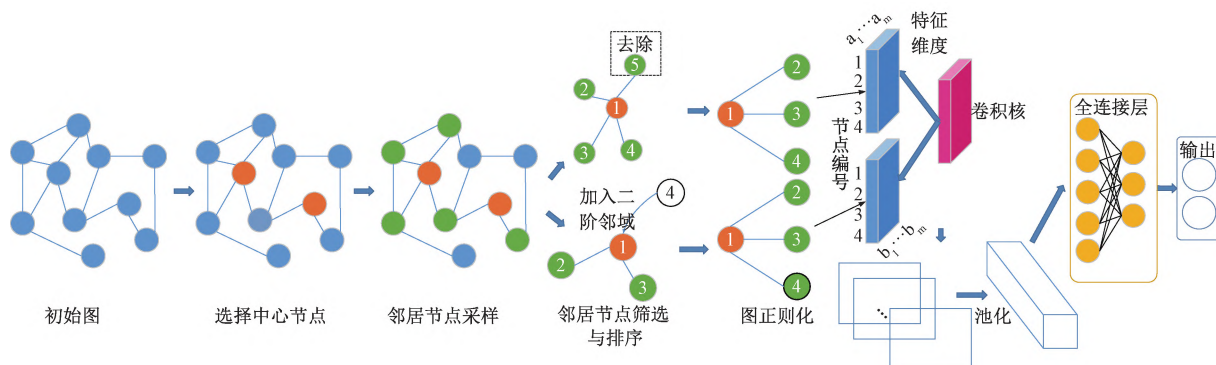 初始图
选择中心节点
邻居节点采样
去除
5
2
1
3
4
加入二
阶邻域
4
1
2
3
邻居节点筛选
与排序
2
1
3
4
2
1
3
4
图正则化
a₁⋯aₘ
特征
维度
1
2
3
4
节点编号
1
2
3
4
b₁⋯bₘ
卷积核
⋯
池化
全连接层
输出